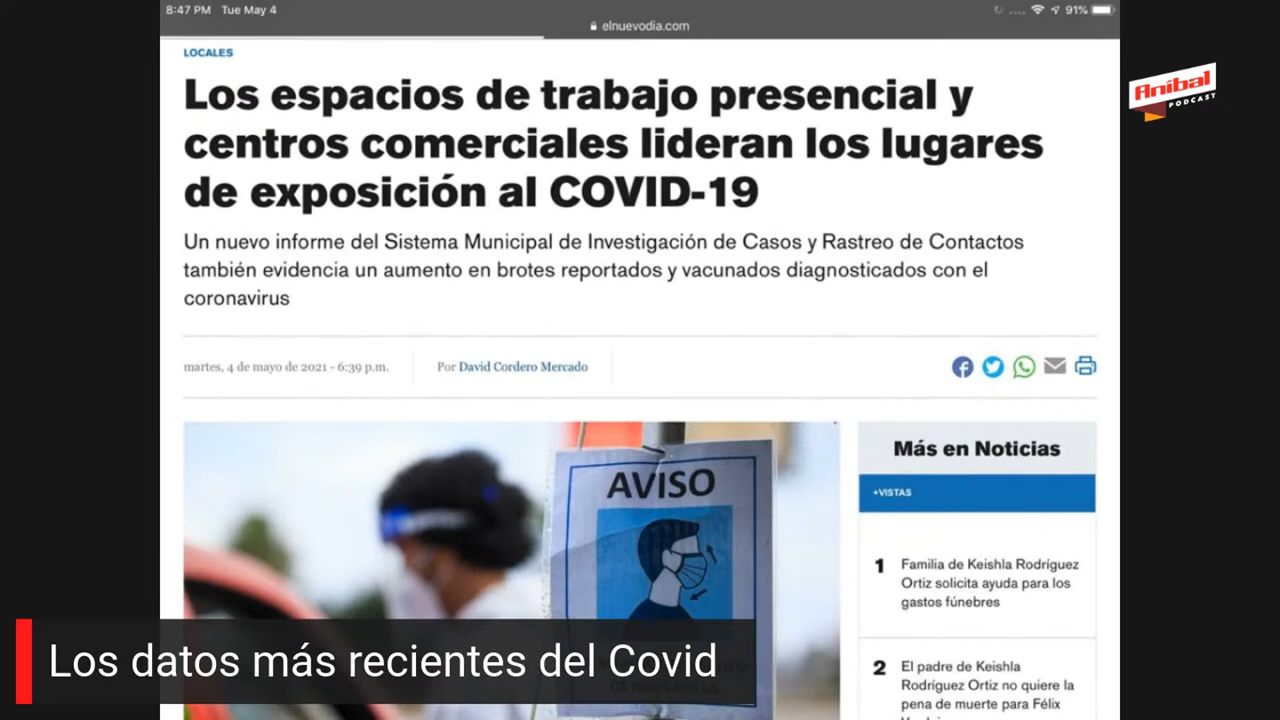 8:47 PM Tue May 4
91%
elnuevodia.com
LOCALES
Los espacios de trabajo presencial y
centros comerciales lideran los lugares
de exposición al COVID-19
Un nuevo informe del Sistema Municipal de Investigación de Casos y Rastreo de Contactos
también evidencia un aumento en brotes reportados y vacunados diagnosticados con el
coronavirus
martes, 4 de mayo de 2021 - 6:39 p.m.
Por David Cordero Mercado
AVISO
Más en Noticias
+VISTAS
1 Familia de Keishla Rodríguez
Ortiz solicita ayuda para los
gastos fúnebres
2 El padre de Keishla
Rodríguez Ortiz no quiere la
pena de muerte para Félix
Los datos más recientes del Covid
Aníbal
PODCAST